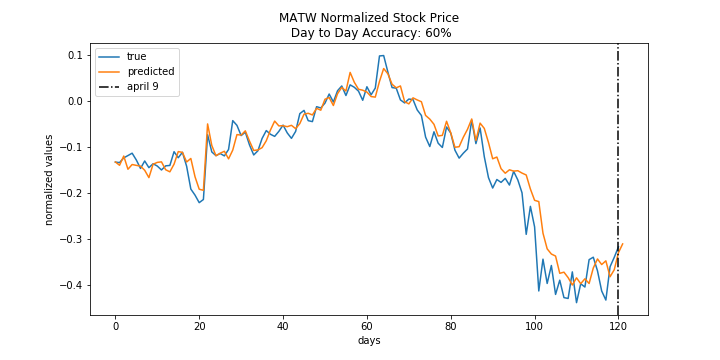 MATW Normalized Stock Price
Day to Day Accuracy: 60%
true
predicted
april 9
normalized values
0.1
0.0
−0.1
−0.2
−0.3
−0.4
0
20
40
60
80
100
120
days